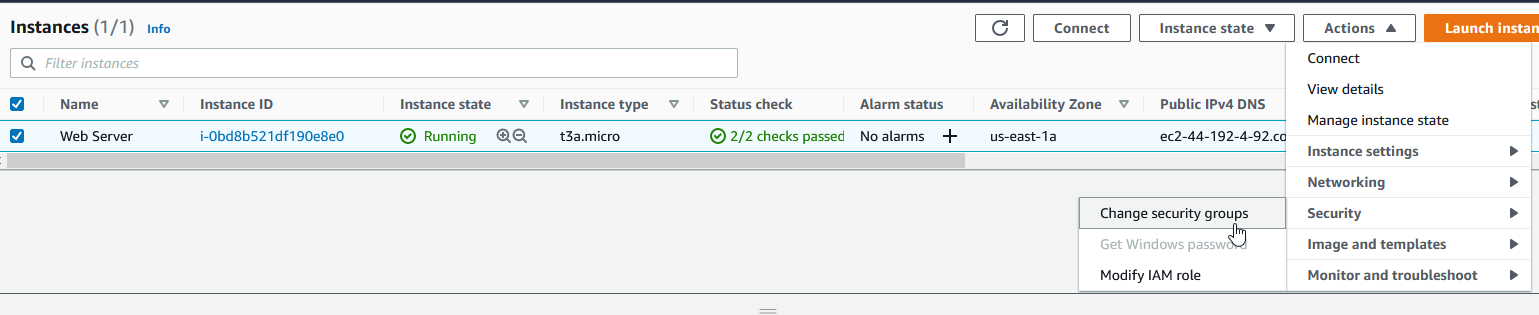 Instances (1/1) Info Connect Instance state Actions Launch instan
Filter instances
Connect
View details
Name Instance ID Instance state Instance type Status check Alarm status Availability Zone Public IPv4 DNS
Manage instance state
Web Server i-0bd8b521df190e8e0 Running t3a.micro 2/2 checks passed No alarms us-east-1a ec2-44-192-4-92.co
Instance settings
Networking
Change security groups Security
Get Windows password Image and templates
Modify IAM role Monitor and troubleshoot